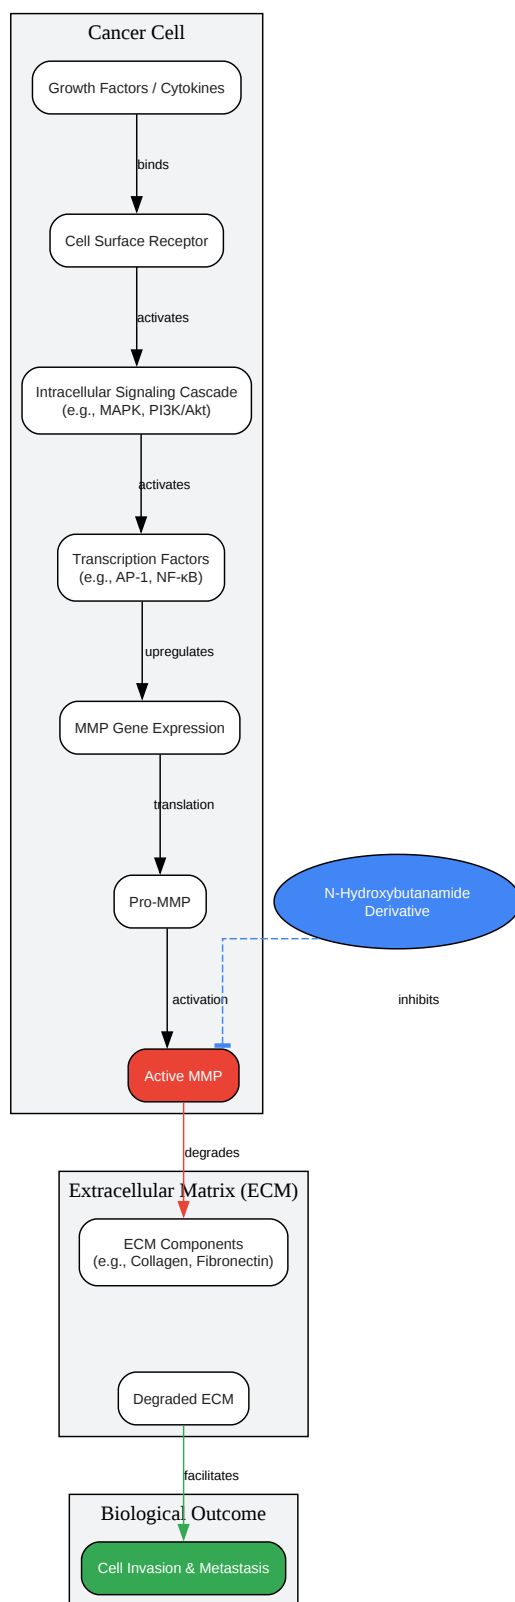 Cancer Cell
Growth Factors / Cytokines
binds
Cell Surface Receptor
activates
Intracellular Signaling Cascade
(e.g., MAPK, PI3K/Akt)
activates
Transcription Factors
(e.g., AP-1, NF-κB)
upregulates
MMP Gene Expression
translation
Pro-MMP
N-Hydroxybutanamide
Derivative
activation
inhibits
Active MMP
degrades
Extracellular Matrix (ECM)
ECM Components
(e.g., Collagen, Fibronectin)
Degraded ECM
facilitates
Biological Outcome
Cell Invasion & Metastasis